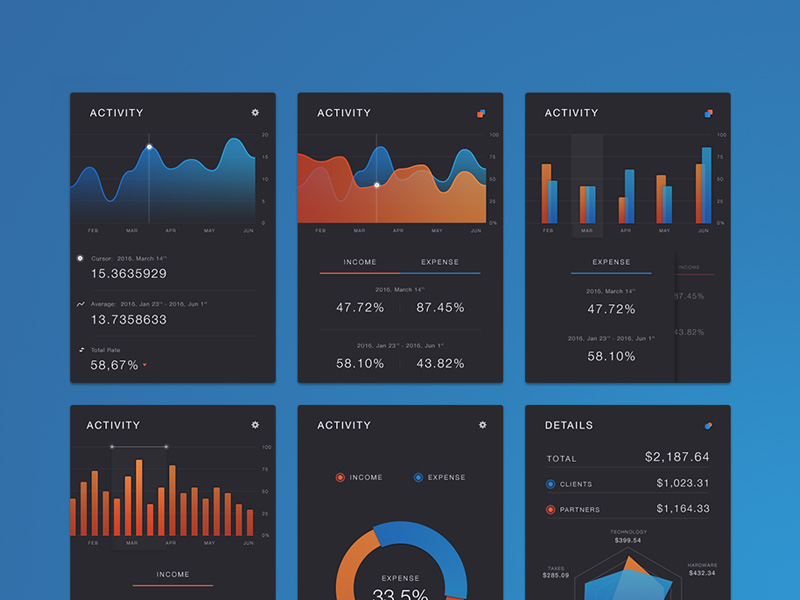 ACTIVITY
20
15
10
5
0
FEB MAR APR MAY JUN
Cursor: 2016, March 14th
15.3635929
Average: 2016, Jan 23rd - 2016, Jun 1st
13.7358633
Total Rate
58,67%
ACTIVITY
100
75
50
25
0%
FEB MAR APR MAY JUN
INCOME EXPENSE
2016, March 14th
47.72% 87.45%
2016, Jan 23rd - 2016, Jun 1st
58.10% 43.82%
ACTIVITY
100
75
50
25
0%
FEB MAR APR MAY JUN
EXPENSE INCOME
2016, March 14th
47.72% 87.45%
2016, Jan 23rd - 2016, Jun 1st
58.10% 43.82%
ACTIVITY
100
75
50
25
0%
FEB MAR APR MAY JUN
INCOME
ACTIVITY
INCOME EXPENSE
EXPENSE
33.5%
DETAILS
TOTAL $2,187.64
CLIENTS $1,023.31
PARTNERS $1,164.33
TECHNOLOGY
$399.54
TAXES
$285.09
HARDWARE
$432.34